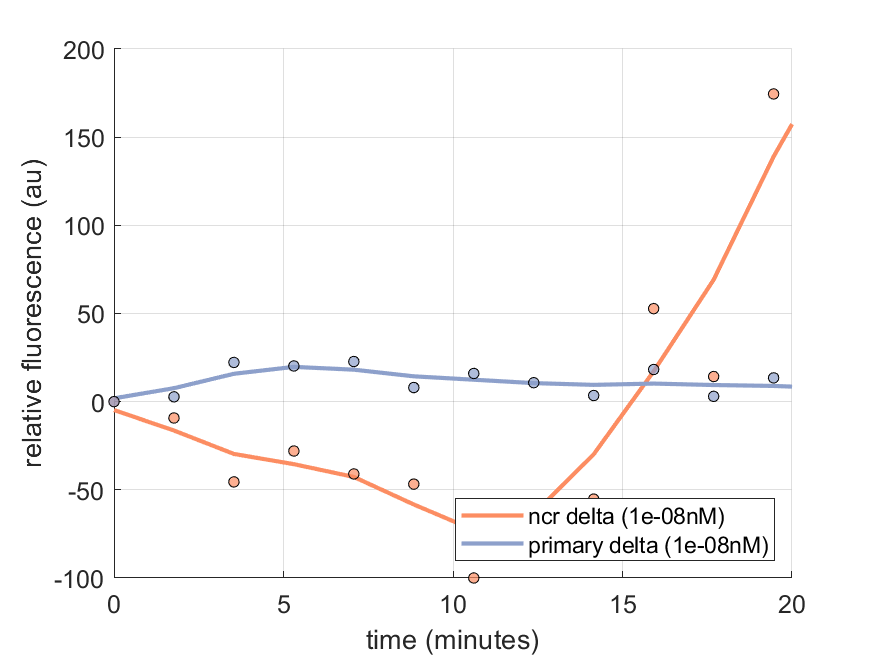 200
150
100
50
0
-50
-100
relative fluorescence (au)
ncr delta (1e-08nM)
primary delta (1e-08nM)
0 5 10 15 20
time (minutes)